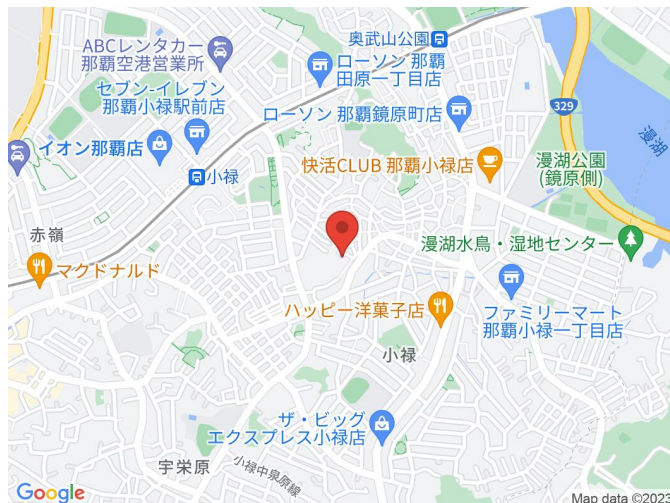 奥武山公園
ABCレンタカー
那覇空港営業所
ローソン 那覇
田原一丁目店
セブン-イレブン
那覇小禄駅前店
ローソン 那覇鏡原町店
329
漫湖
イオン那覇店
快活CLUB 那覇小禄店
漫湖公園
(鏡原側)
小禄
赤嶺
漫湖水鳥・湿地センター
マクドナルド
ハッピー洋菓子店
ファミリーマート
那覇小禄一丁目店
小禄
ザ・ビッグ
エクスプレス小禄店
宇栄原
小禄中泉原線
Google
Map data ©2023